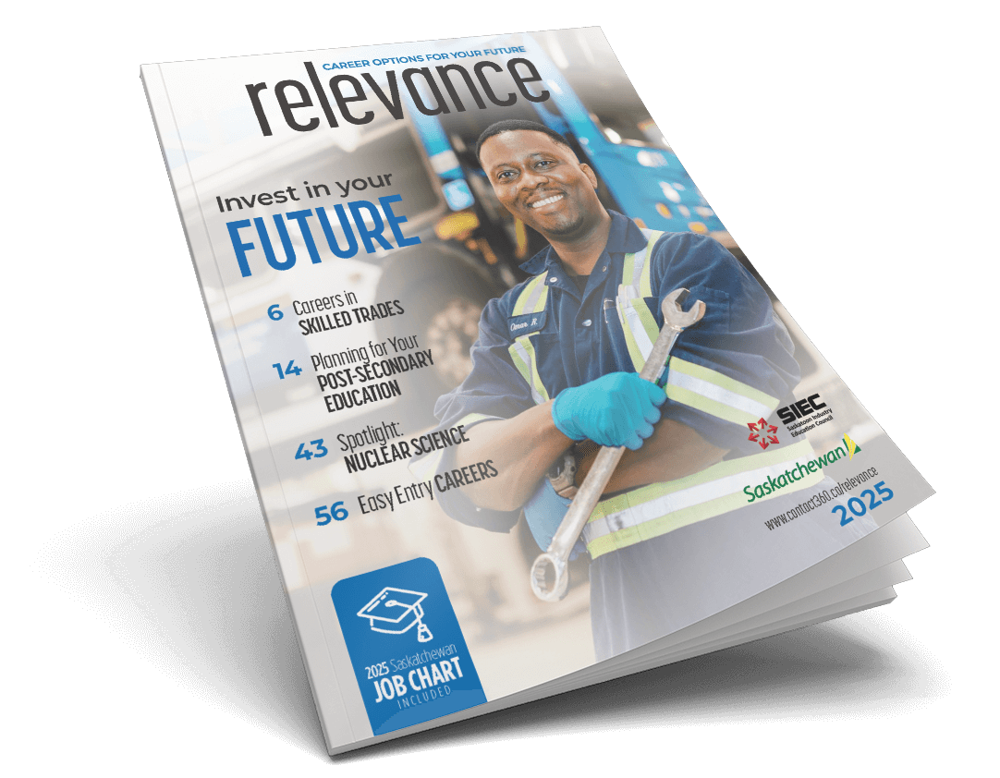 CAREER OPTIONS FOR YOUR FUTURE
relevance
Invest in your
FUTURE
6 Careers in
SKILLED TRADES
14 Planning for Your
POST-SECONDARY
EDUCATION
43 Spotlight:
NUCLEAR SCIENCE
56 Easy Entry CAREERS
Omar R.
SIEC
Saskatoon Industry
Education Council
Saskatchewan
www.contact360.ca/relevance
2025
2025 Saskatchewan
JOB CHART
INCLUDED